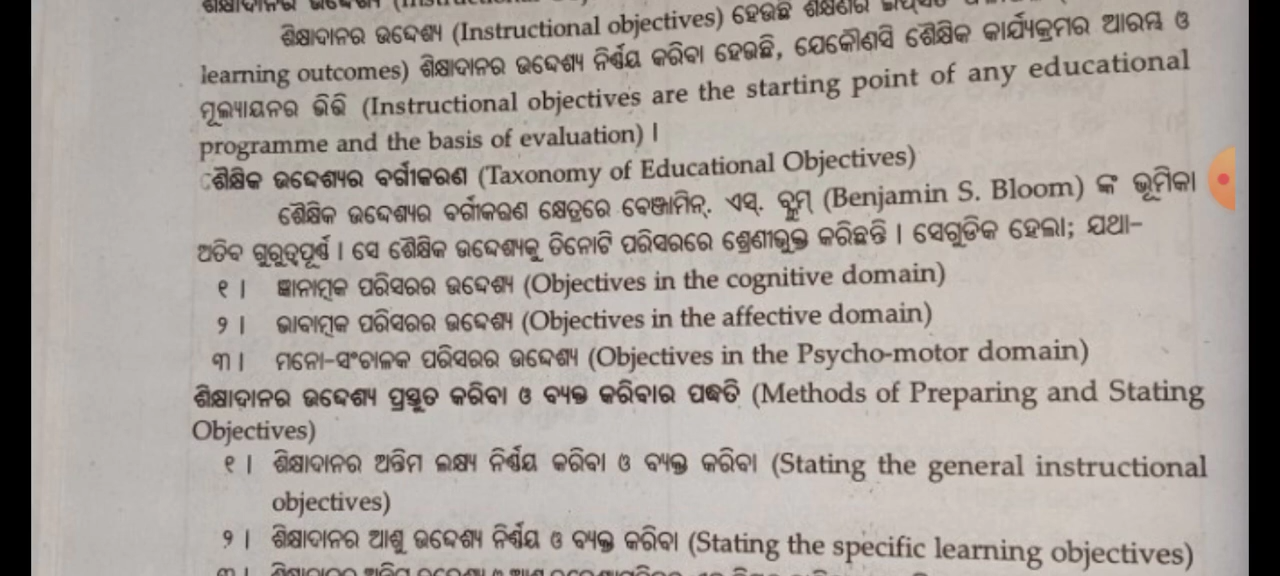 ଶିକ୍ଷାଦାନର ଉଦ୍ଦେଶ୍ୟ
ଶିକ୍ଷାଦାନର ଉଦ୍ଦେଶ୍ୟ (Instructional objectives) ହେଉଛି ଶିକ୍ଷଣର
learning outcomes) ଶିକ୍ଷାଦାନର ଉଦ୍ଦେଶ୍ୟ ନିର୍ଣ୍ଣୟ କରିବା ହେଉଛି, ଯେକୌଣସି ଶୈକ୍ଷିକ କାର୍ଯ୍ୟକ୍ରମର ଆରମ୍ଭ ଓ
ମୂଲ୍ୟାୟନର ଭିତ୍ତି (Instructional objectives are the starting point of any educational
programme and the basis of evaluation) ।
ଶୈକ୍ଷିକ ଉଦ୍ଦେଶ୍ୟର ବର୍ଗୀକରଣ (Taxonomy of Educational Objectives)
ଶୈକ୍ଷିକ ଉଦ୍ଦେଶ୍ୟର ବର୍ଗୀକରଣ କ୍ଷେତ୍ରରେ ବେଞ୍ଜାମିନ୍. ଏସ୍. ବ୍ଲୁମ୍ (Benjamin S. Bloom) ଙ୍କ ଭୂମିକା
ଅତିବ ଗୁରୁତ୍ୱପୂର୍ଣ୍ଣ । ସେ ଶୈକ୍ଷିକ ଉଦ୍ଦେଶ୍ୟକୁ ତିନୋଟି ପରିସରରେ ଶ୍ରେଣୀଭୁକ୍ତ କରିଛନ୍ତି । ସେଗୁଡିକ ହେଲା; ଯଥା-
୧ । ଜ୍ଞାନାତ୍ମକ ପରିସରର ଉଦ୍ଦେଶ୍ୟ (Objectives in the cognitive domain)
୨ । ଭାବାତ୍ମକ ପରିସରର ଉଦ୍ଦେଶ୍ୟ (Objectives in the affective domain)
୩ । ମନୋ-ସଂଚାଳକ ପରିସରର ଉଦ୍ଦେଶ୍ୟ (Objectives in the Psycho-motor domain)
ଶିକ୍ଷାଦାନର ଉଦ୍ଦେଶ୍ୟ ପ୍ରସ୍ତୁତ କରିବା ଓ ବ୍ୟକ୍ତ କରିବାର ପଦ୍ଧତି (Methods of Preparing and Stating
Objectives)
୧ । ଶିକ୍ଷାଦାନର ଅନ୍ତିମ ଲକ୍ଷ୍ୟ ନିର୍ଣ୍ଣୟ କରିବା ଓ ବ୍ୟକ୍ତ କରିବା (Stating the general instructional
objectives)
୨ । ଶିକ୍ଷାଦାନର ଆଶୁ ଉଦ୍ଦେଶ୍ୟ ନିର୍ଣ୍ଣୟ ଓ ବ୍ୟକ୍ତ କରିବା (Stating the specific learning objectives)
୩ । ଶିକ୍ଷାଦାନର